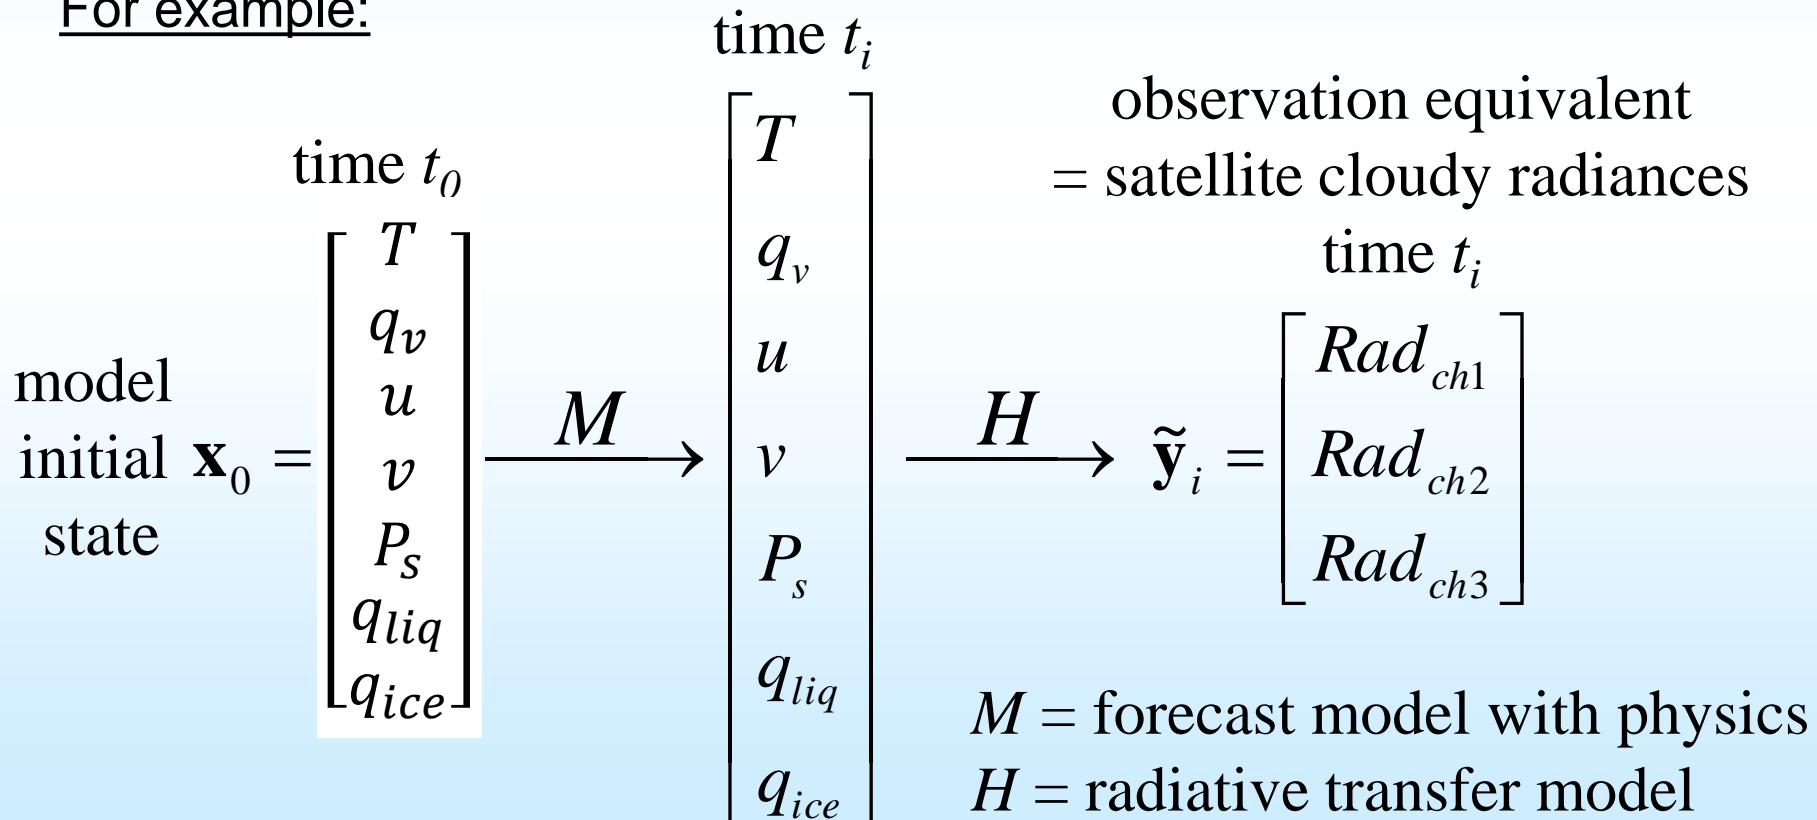 For example:
time t_0
model
initial x_0 =
state
[ T
q_v
u
v
P_s
q_liq
q_ice ]
M
time t_i
[ T
q_v
u
v
P_s
q_liq
q_ice ]
H
observation equivalent
= satellite cloudy radiances
time t_i
ỹ_i = [ Rad_ch1
Rad_ch2
Rad_ch3 ]
M = forecast model with physics
H = radiative transfer model